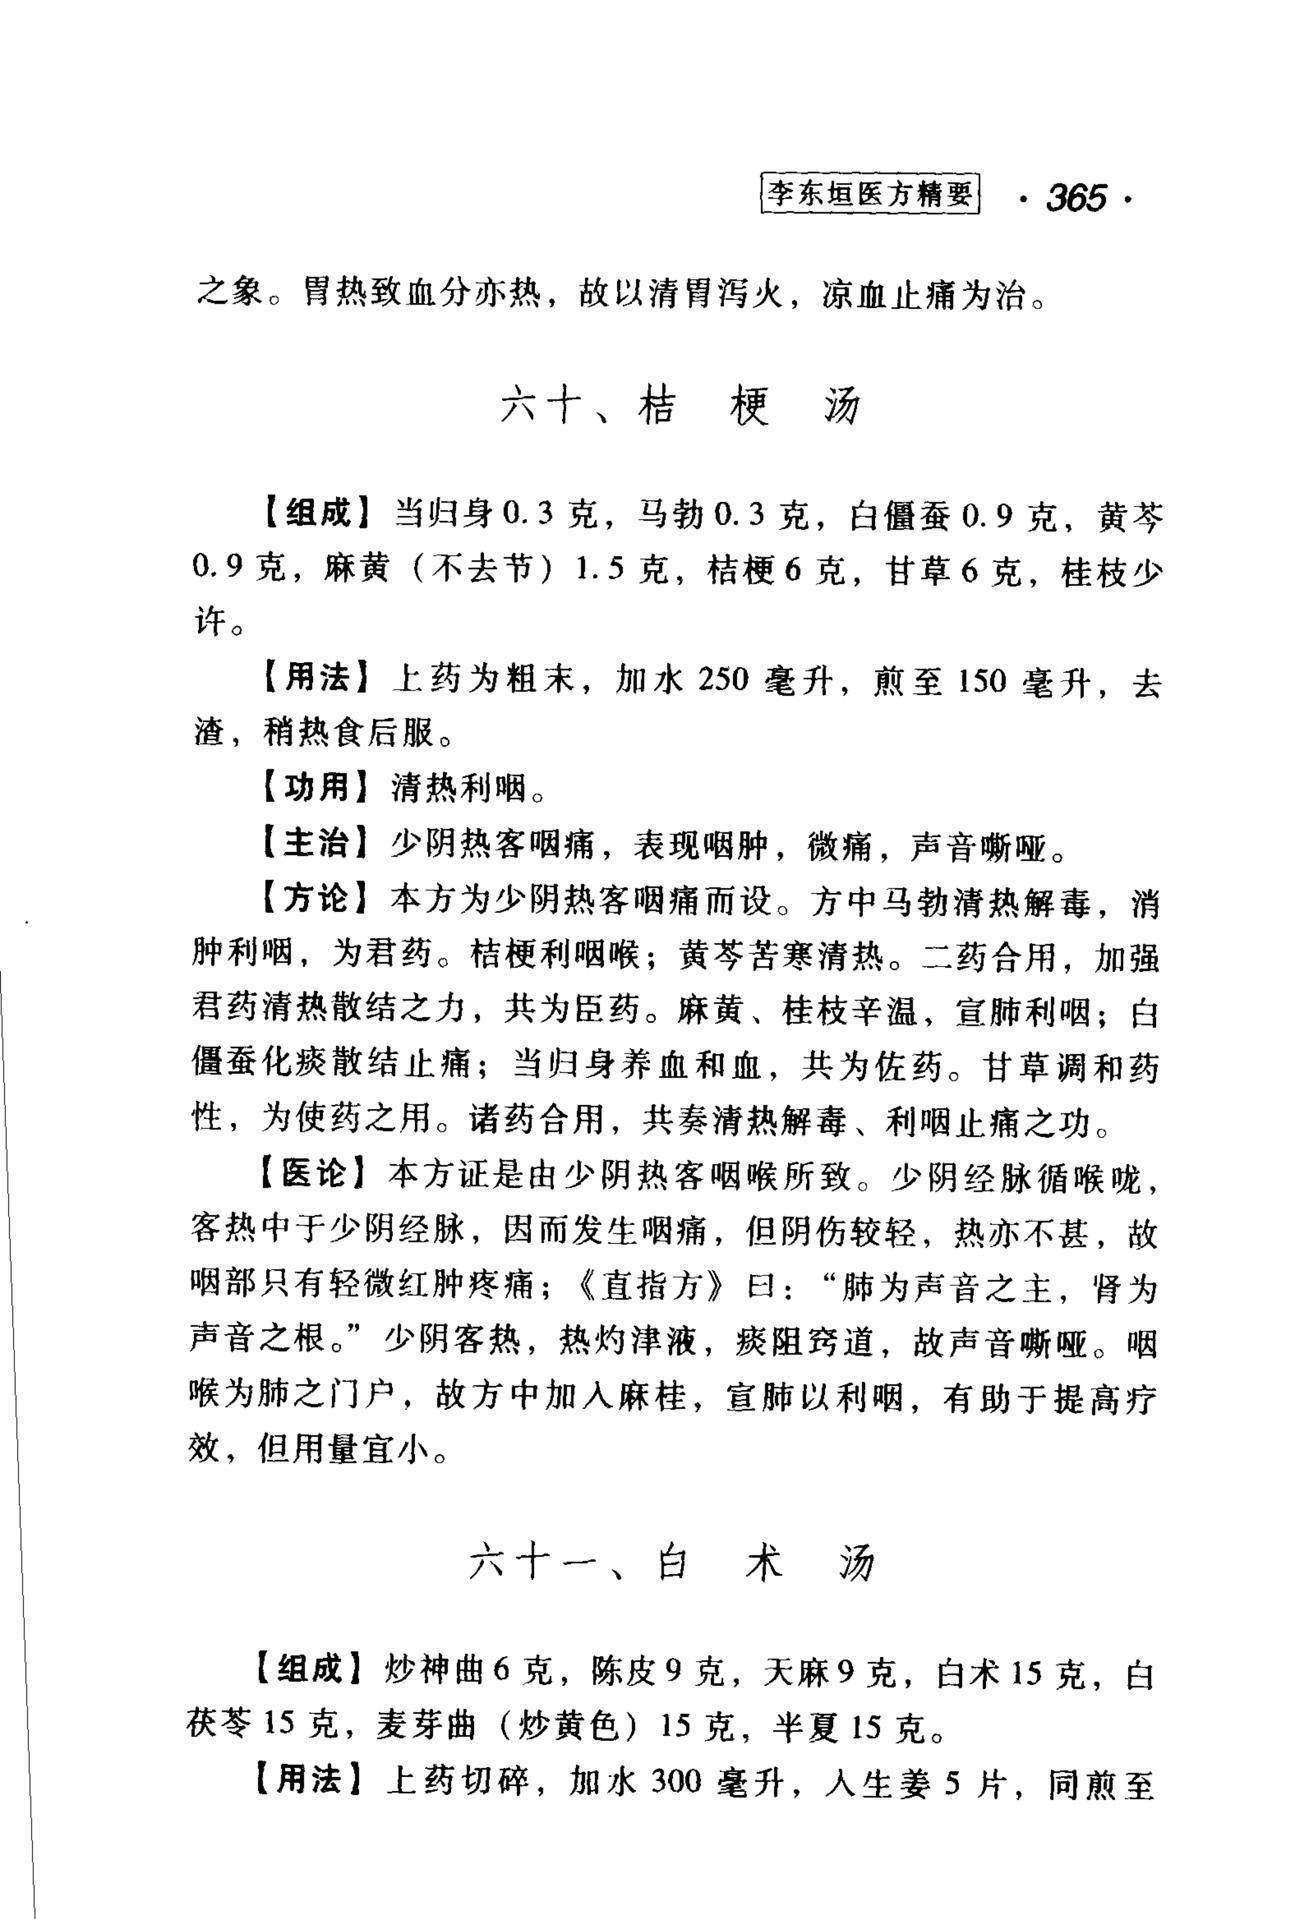 李东垣医方精要 ·365·
之象。胃热致血分亦热，故以清胃泻火，凉血止痛为治。
六十、桔 梗 汤
【组成】当归身0.3克，马勃0.3克，白僵蚕0.9克，黄芩
0.9克，麻黄（不去节）1.5克，桔梗6克，甘草6克，桂枝少
许。
【用法】上药为粗末，加水250毫升，煎至150毫升，去
渣，稍热食后服。
【功用】清热利咽。
【主治】少阴热客咽痛，表现咽肿，微痛，声音嘶哑。
【方论】本方为少阴热客咽痛而设。方中马勃清热解毒，消
肿利咽，为君药。桔梗利咽喉；黄芩苦寒清热。二药合用，加强
君药清热散结之力，共为臣药。麻黄、桂枝辛温，宣肺利咽；白
僵蚕化痰散结止痛；当归身养血和血，共为佐药。甘草调和药
性，为使药之用。诸药合用，共奏清热解毒、利咽止痛之功。
【医论】本方证是由少阴热客咽喉所致。少阴经脉循喉咙，
客热中于少阴经脉，因而发生咽痛，但阴伤较轻，热亦不甚，故
咽部只有轻微红肿疼痛；《直指方》曰：“肺为声音之主，肾为
声音之根。”少阴客热，热灼津液，痰阻窍道，故声音嘶哑。咽
喉为肺之门户，故方中加入麻桂，宣肺以利咽，有助于提高疗
效，但用量宜小。
六十一、白 术 汤
【组成】炒神曲6克，陈皮9克，天麻9克，白术15克，白
茯苓15克，麦芽曲（炒黄色）15克，半夏15克。
【用法】上药切碎，加水300毫升，入生姜5片，同煎至